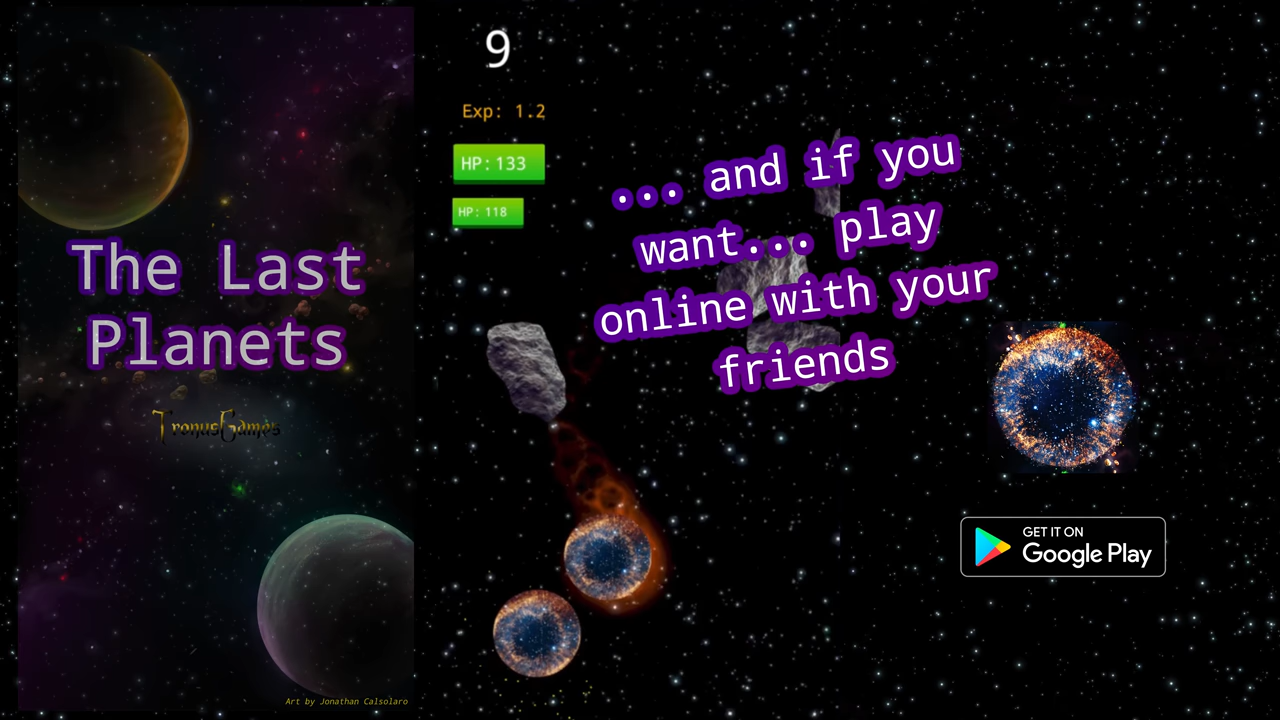 The Last
Planets
TronusGames
Art by Jonathan Calsolaro
9
Exp: 1.2
HP: 133
HP: 118
... and if you
want... play
online with your
friends
GET IT ON
Google Play